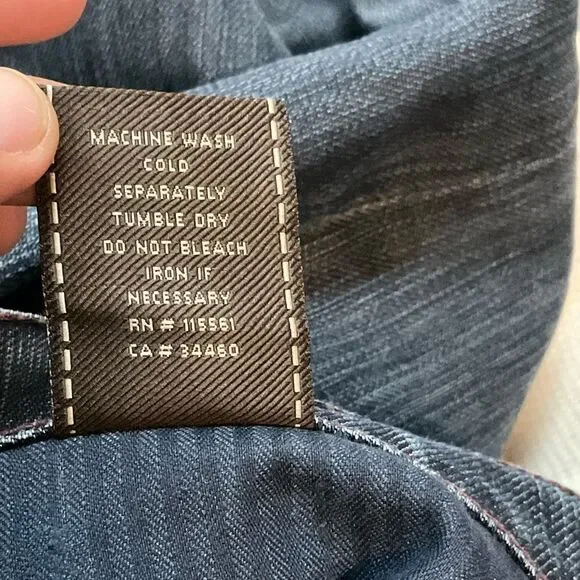 MACHINE WASH
COLD
SEPARATELY
TUMBLE DRY
DO NOT BLEACH
IRON IF
NECESSARY
RN # 115561
CA # 34460